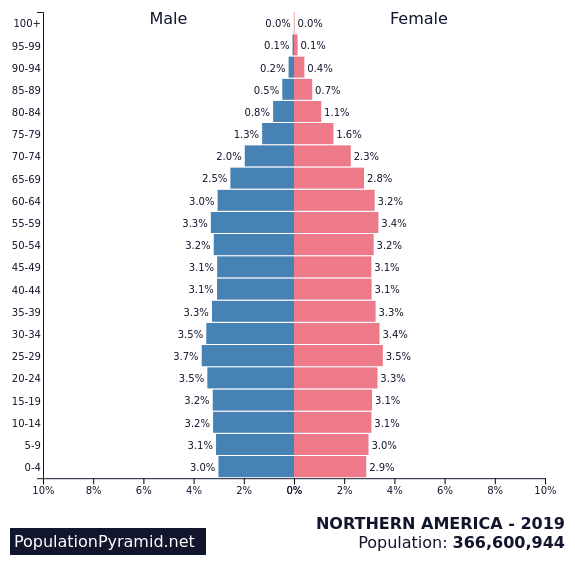 Male Female
100+ 0.0% 0.0%
95-99 0.1% 0.1%
90-94 0.2% 0.4%
85-89 0.5% 0.7%
80-84 0.8% 1.1%
75-79 1.3% 1.6%
70-74 2.0% 2.3%
65-69 2.5% 2.8%
60-64 3.0% 3.2%
55-59 3.3% 3.4%
50-54 3.2% 3.2%
45-49 3.1% 3.1%
40-44 3.1% 3.1%
35-39 3.3% 3.3%
30-34 3.5% 3.4%
25-29 3.7% 3.5%
20-24 3.5% 3.3%
15-19 3.2% 3.1%
10-14 3.2% 3.1%
5-9 3.1% 3.0%
0-4 3.0% 2.9%
10% 8% 6% 4% 2% 0% 2% 4% 6% 8% 10%
NORTHERN AMERICA - 2019
PopulationPyramid.net Population: 366,600,944